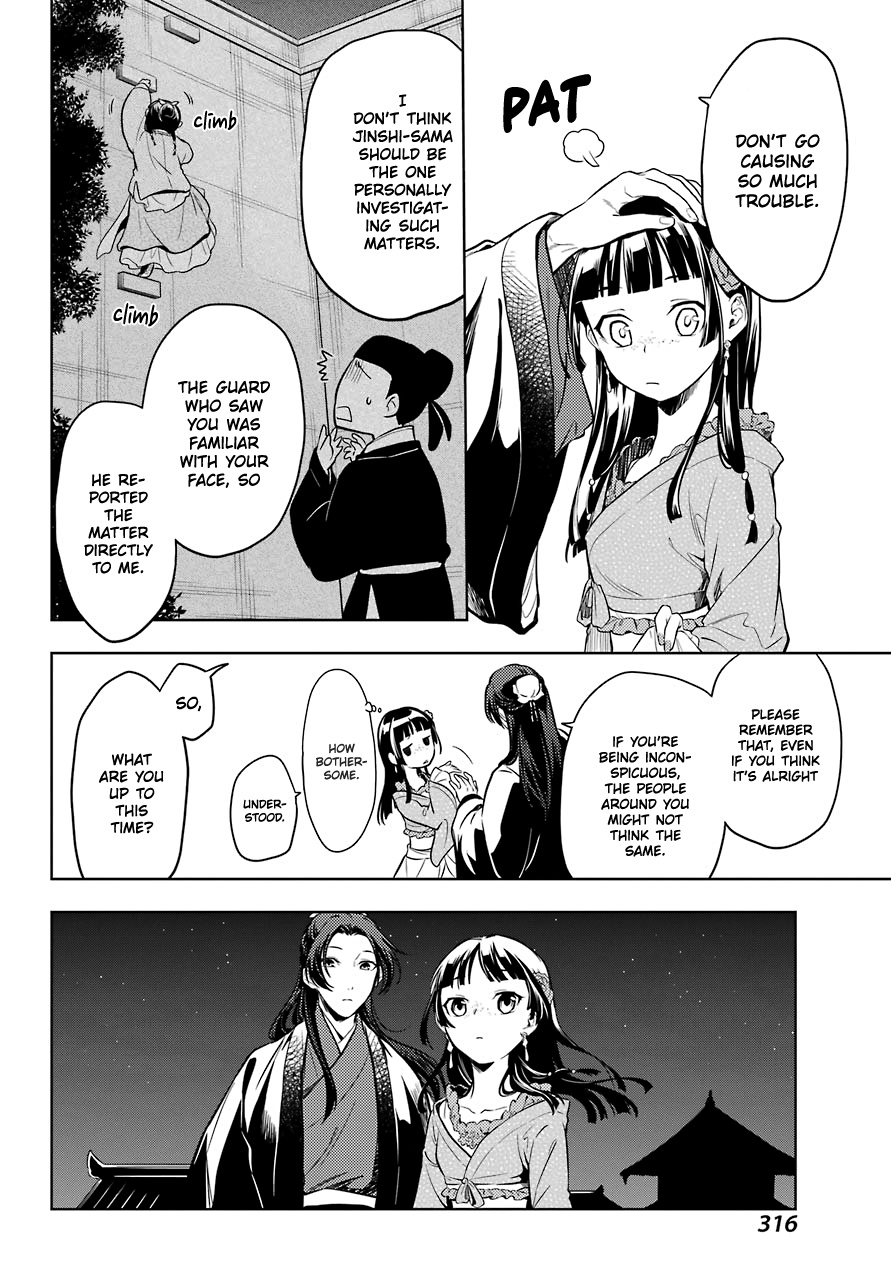 DON'T GO
CAUSING
SO MUCH
TROUBLE.
PAT
I
DON'T THINK
JINSHI-SAMA
SHOULD BE
THE ONE
PERSONALLY
INVESTIGAT-
ING SUCH
MATTERS.
climb
climb
THE GUARD
WHO SAW
YOU WAS
FAMILIAR
WITH YOUR
FACE, SO
HE RE-
PORTED
THE
MATTER
DIRECTLY
TO ME.
PLEASE
REMEMBER
THAT, EVEN
IF YOU THINK
IT'S ALRIGHT
IF YOU'RE
BEING INCON-
SPICUOUS,
THE PEOPLE
AROUND YOU
MIGHT NOT
THINK THE
SAME.
HOW
BOTHER-
SOME.
UNDER-
STOOD.
SO,
WHAT
ARE YOU
UP TO
THIS
TIME?
316